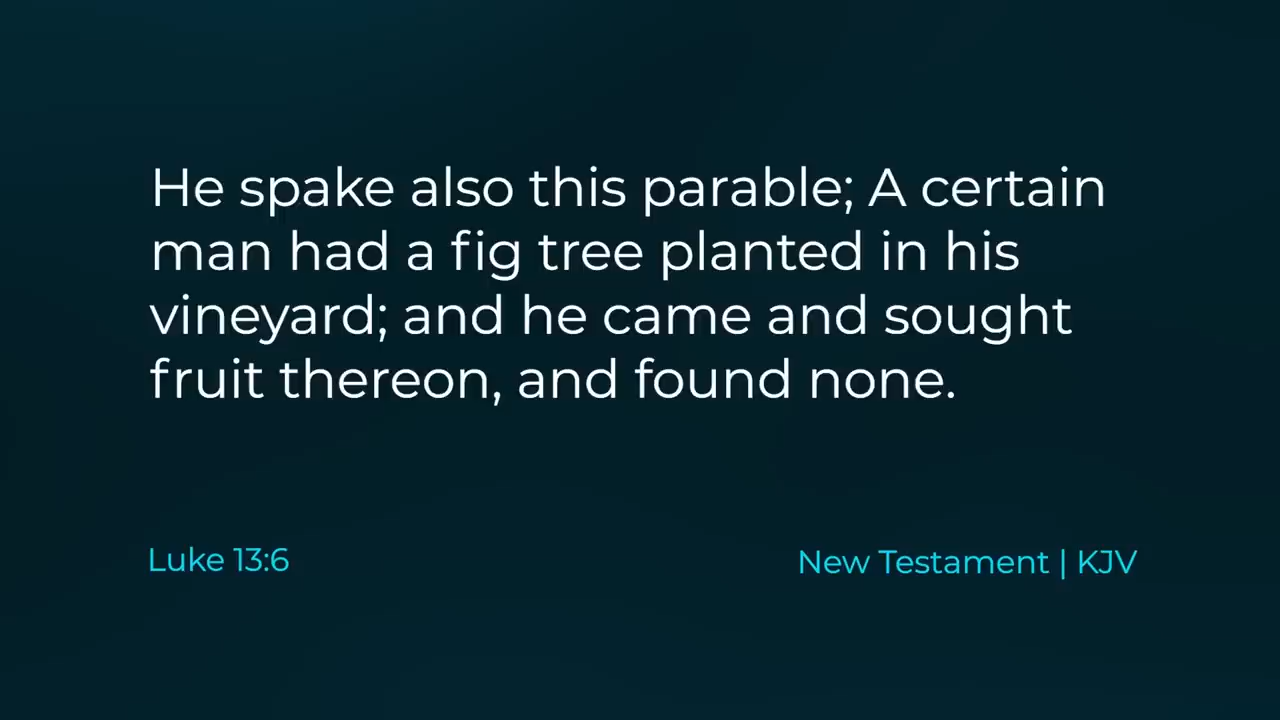 He spake also this parable; A certain
man had a fig tree planted in his
vineyard; and he came and sought
fruit thereon, and found none.
Luke 13:6
New Testament | KJV